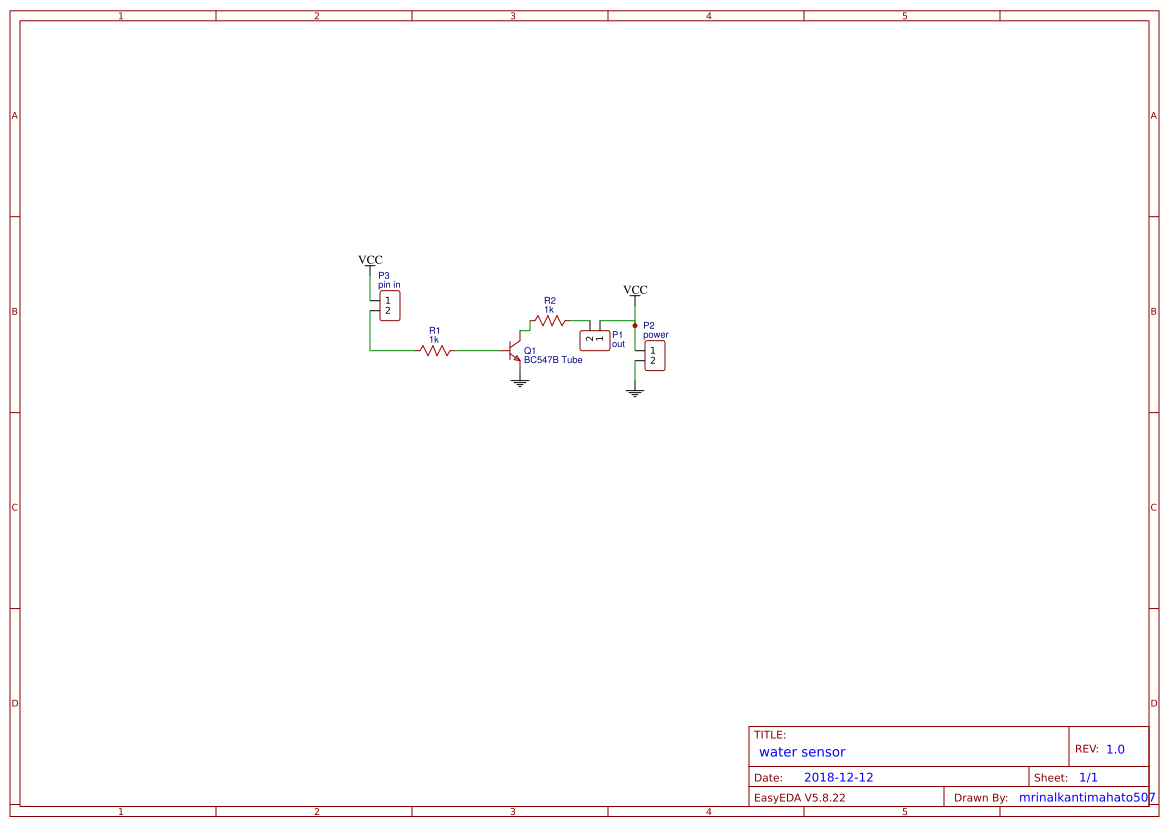 1 2 3 4 5
A A
VCC
P3
pin in
1
2
VCC
R2
1k
B B
R1
1k
P2
power
P1
out
2 1
Q1
BC547B Tube
1
2
C C
D D
TITLE:
water sensor
REV: 1.0
Date: 2018-12-12
Sheet: 1/1
EasyEDA V5.8.22
Drawn By: mrinalkantimahato507
1 2 3 4 5